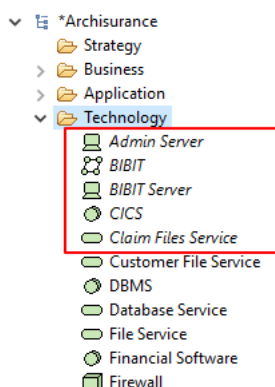 *Archisurance
Strategy
Business
Application
Technology
Admin Server
BIBIT
BIBIT Server
CICS
Claim Files Service
Customer File Service
DBMS
Database Service
File Service
Financial Software
Firewall